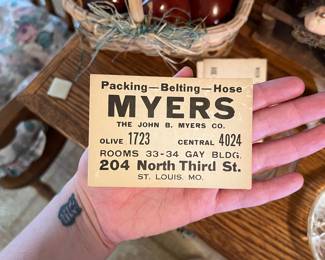 Packing—Belting—Hose
MYERS
THE JOHN B. MYERS CO.
OLIVE 1723 CENTRAL 4024
ROOMS 33-34 GAY BLDG.
204 North Third St.
ST. LOUIS. MO.